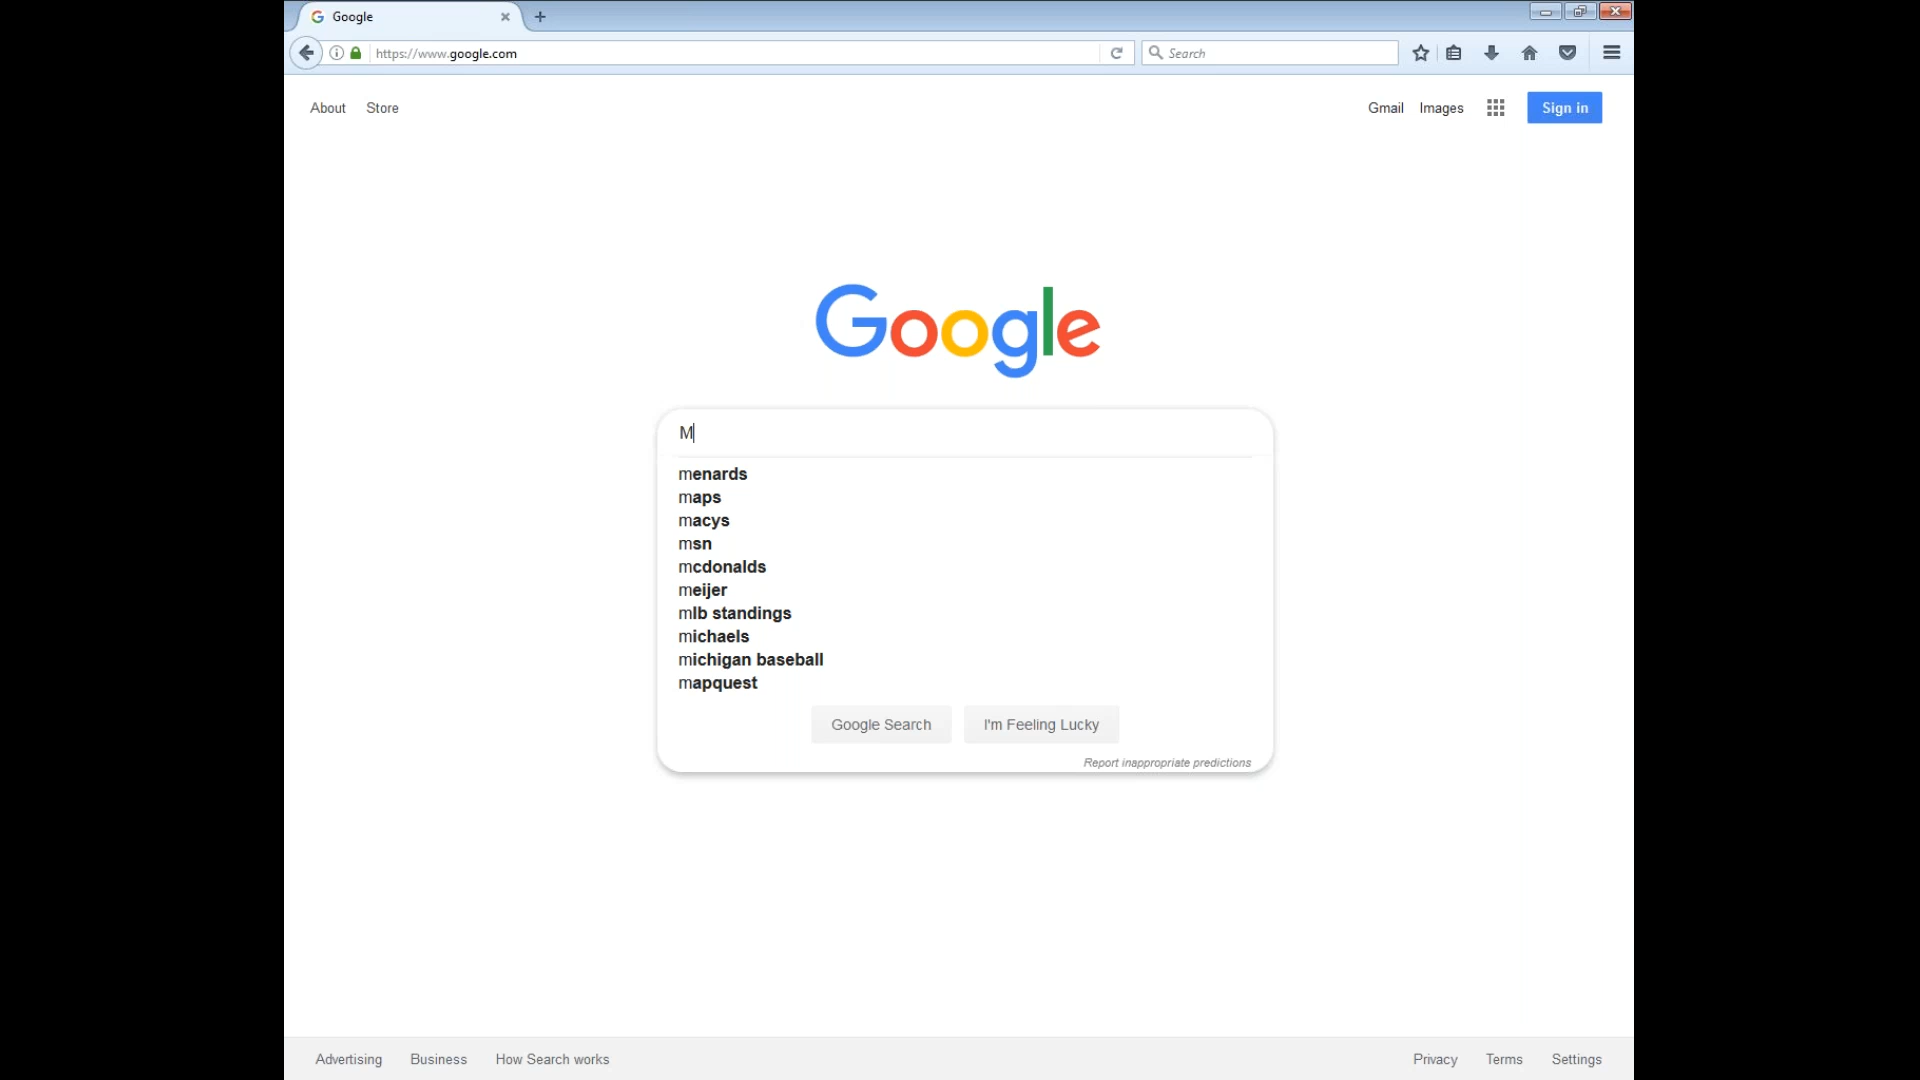 Google
https://www.google.com
Search
About Store
Gmail Images Sign in
Google
M
menards
maps
macys
msn
mcdonalds
meijer
mlb standings
michaels
michigan baseball
mapquest
Google Search I'm Feeling Lucky
Report inappropriate predictions
Advertising Business How Search works
Privacy Terms Settings